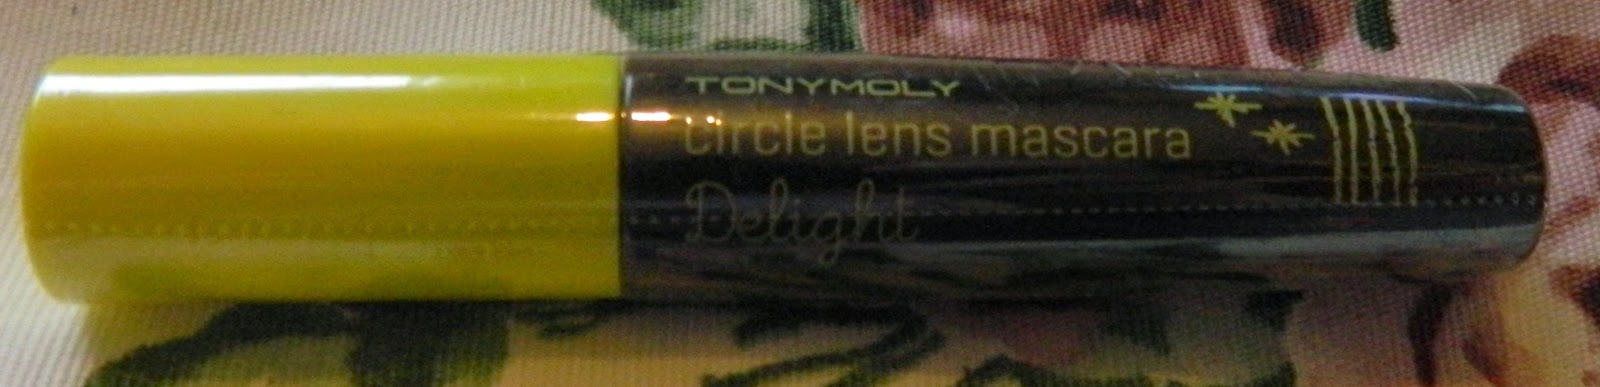 TONYMOLY
circle lens mascara
Delight